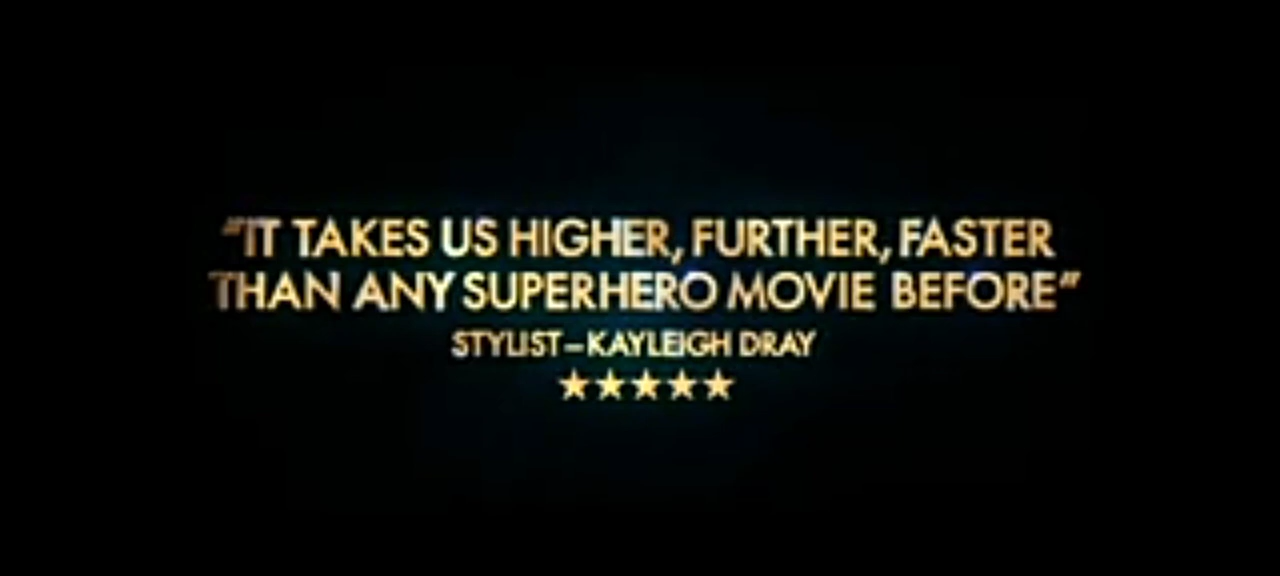 "IT TAKES US HIGHER, FURTHER, FASTER
THAN ANY SUPERHERO MOVIE BEFORE"
STYLIST–KAYLEIGH DRAY
★★★★★